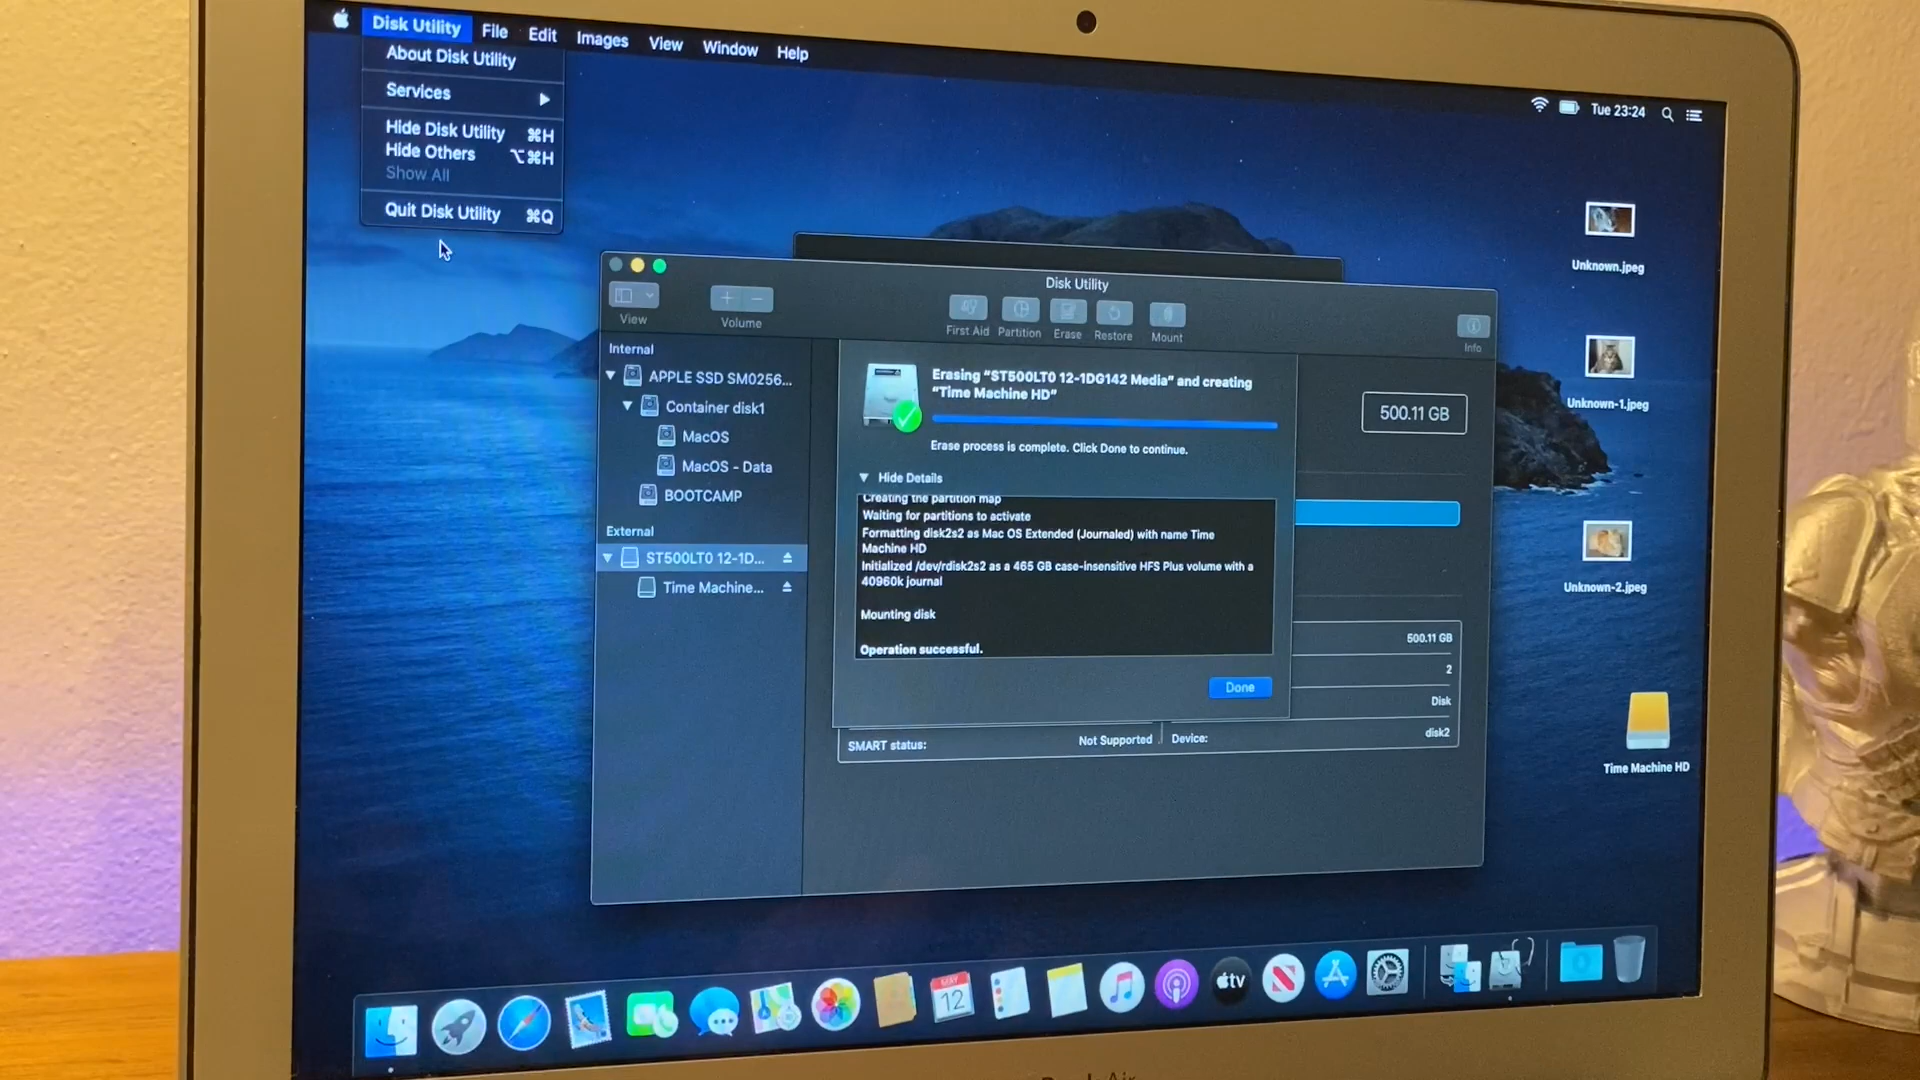 Disk Utility File Edit Images View Window Help
About Disk Utility
Services
Hide Disk Utility ⌘H
Hide Others ⌥⌘H
Show All
Quit Disk Utility ⌘Q
Tue 23:24
Unknown.jpeg
Unknown-1.jpeg
Unknown-2.jpeg
Time Machine HD
Disk Utility
View
Volume
First Aid Partition Erase Restore Mount
Info
Internal
APPLE SSD SM0256...
Container disk1
MacOS
MacOS - Data
BOOTCAMP
External
ST500LT0 12-1D...
Time Machine...
Erasing “ST500LT0 12-1DG142 Media” and creating
“Time Machine HD”
Erase process is complete. Click Done to continue.
Hide Details
Creating the partition map
Waiting for partitions to activate
Formatting disk2s2 as Mac OS Extended (Journaled) with name Time
Machine HD
Initialized /dev/rdisk2s2 as a 465 GB case-insensitive HFS Plus volume with a
40960k journal
Mounting disk
Operation successful.
Done
500.11 GB
500.11 GB
2
Disk
SMART status: Not Supported Device: disk2
MAY
12
tv